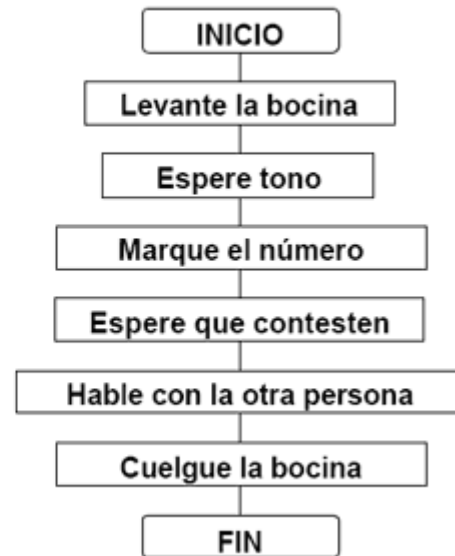 INICIO
Levante la bocina
Espere tono
Marque el número
Espere que contesten
Hable con la otra persona
Cuelgue la bocina
FIN